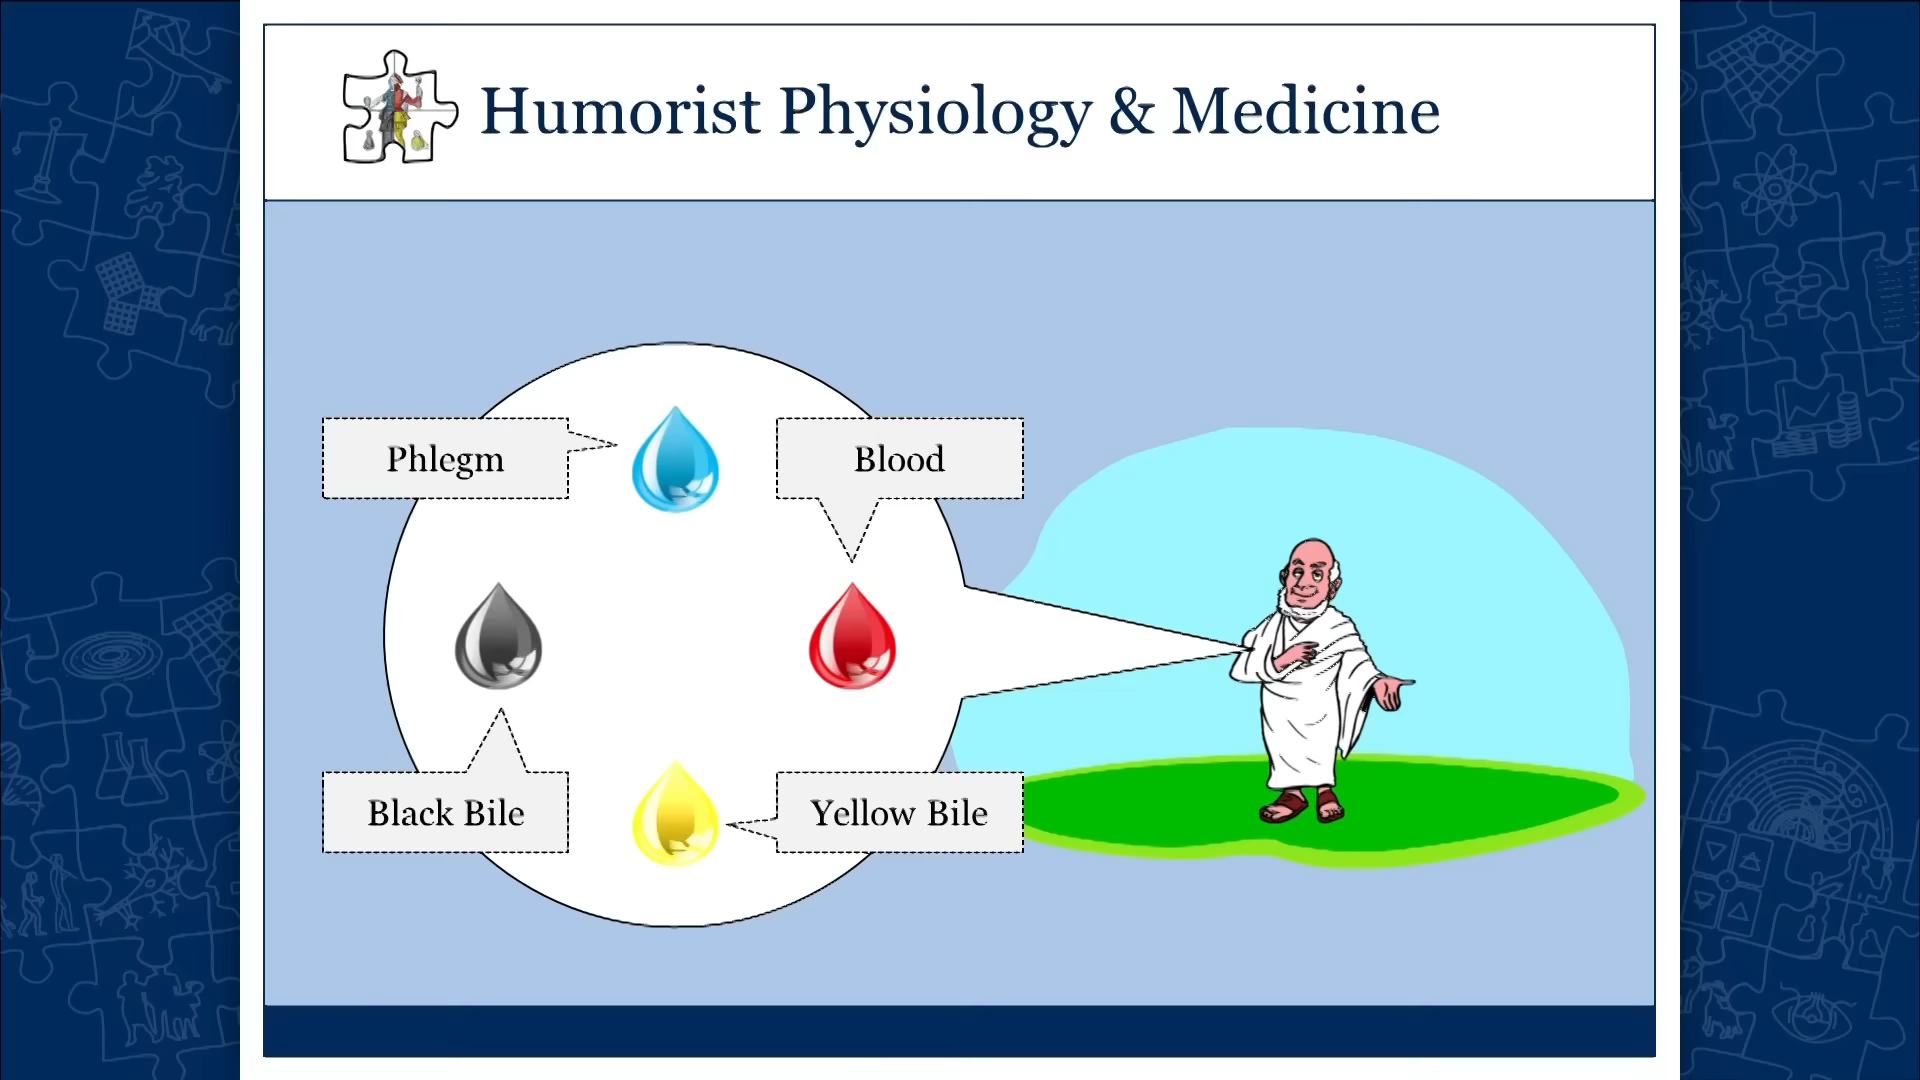 Humorist Physiology & Medicine
Phlegm
Blood
Black Bile
Yellow Bile